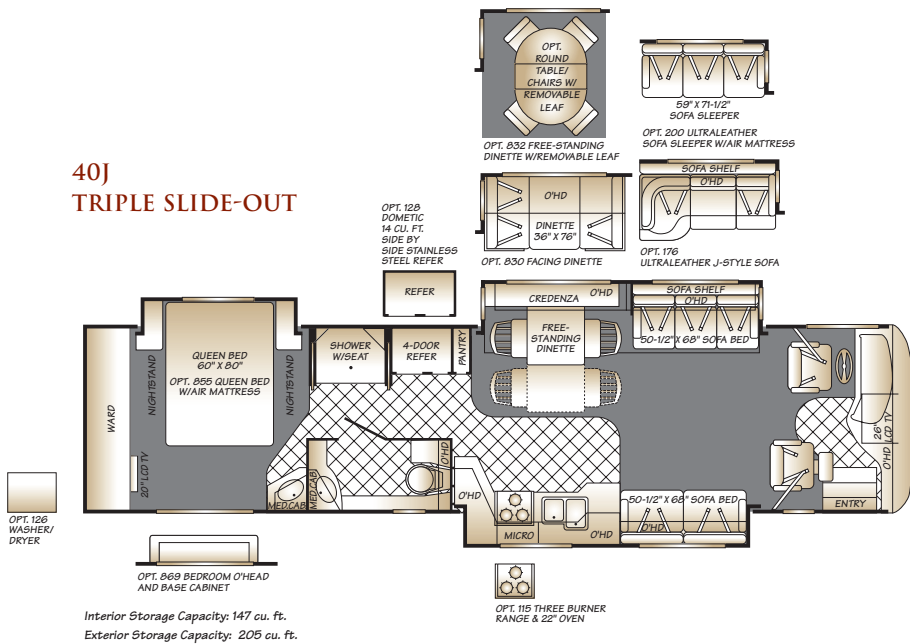 OPT.
ROUND
TABLE/
CHAIRS W/
REMOVABLE
LEAF
OPT. 832 FREE-STANDING
DINETTE W/REMOVABLE LEAF
59" X 71-1/2"
SOFA SLEEPER
OPT. 200 ULTRALEATHER
SOFA SLEEPER W/AIR MATTRESS
40J
TRIPLE SLIDE-OUT
O'HD
DINETTE
36" X 76"
OPT. 830 FACING DINETTE
SOFA SHELF
O'HD
OPT. 176
ULTRALEATHER J-STYLE SOFA
OPT. 128
DOMETIC
14 CU. FT.
SIDE BY
SIDE STAINLESS
STEEL REFER
REFER
WARD
NIGHTSTAND
QUEEN BED
60" X 80"
OPT. 855 QUEEN BED
W/AIR MATTRESS
NIGHTSTAND
20" LCD TV
SHOWER
W/SEAT
4-DOOR
REFER
PANTRY
CREDENZA
O'HD
FREE-
STANDING
DINETTE
SOFA SHELF
O'HD
50-1/2" X 68" SOFA BED
26"
LCD TV
O'HD
MED.CAB
MED.CAB
O'HD
O'HD
MICRO
O'HD
50-1/2" X 68" SOFA BED
O'HD
ENTRY
OPT. 126
WASHER/
DRYER
OPT. 869 BEDROOM O'HEAD
AND BASE CABINET
OPT. 115 THREE BURNER
RANGE & 22" OVEN
Interior Storage Capacity: 147 cu. ft.
Exterior Storage Capacity: 205 cu. ft.